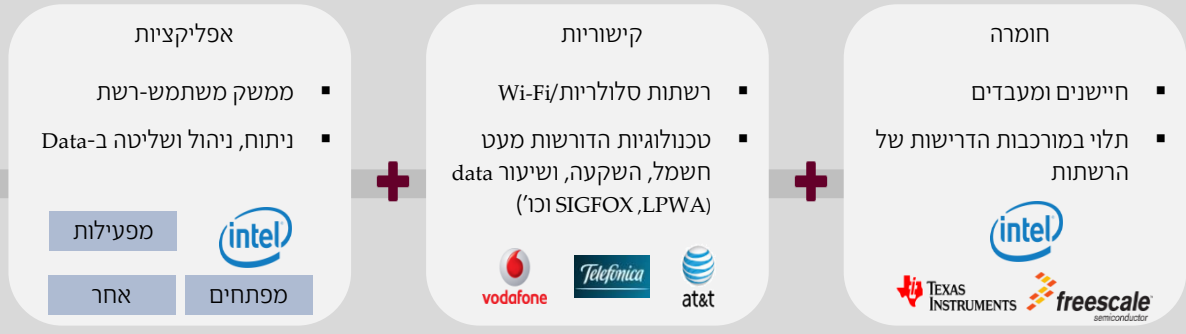 חומרה
▪ חיישנים ומעבדים
▪ תלוי במורכבות הדרישות של
הרשתות
intel
TEXAS
INSTRUMENTS
freescale
semiconductor
קישוריות
▪ רשתות סלולריות/Wi-Fi
▪ טכנולוגיות הדורשות מעט
חשמל, השקעה, ושיעור data
(LPWA, SIGFOX וכו')
at&t
Telefónica
vodafone
אפליקציות
▪ ממשק משתמש-רשת
▪ ניתוח, ניהול ושליטה ב-Data
intel
מפעילות
מפתחים
אחר